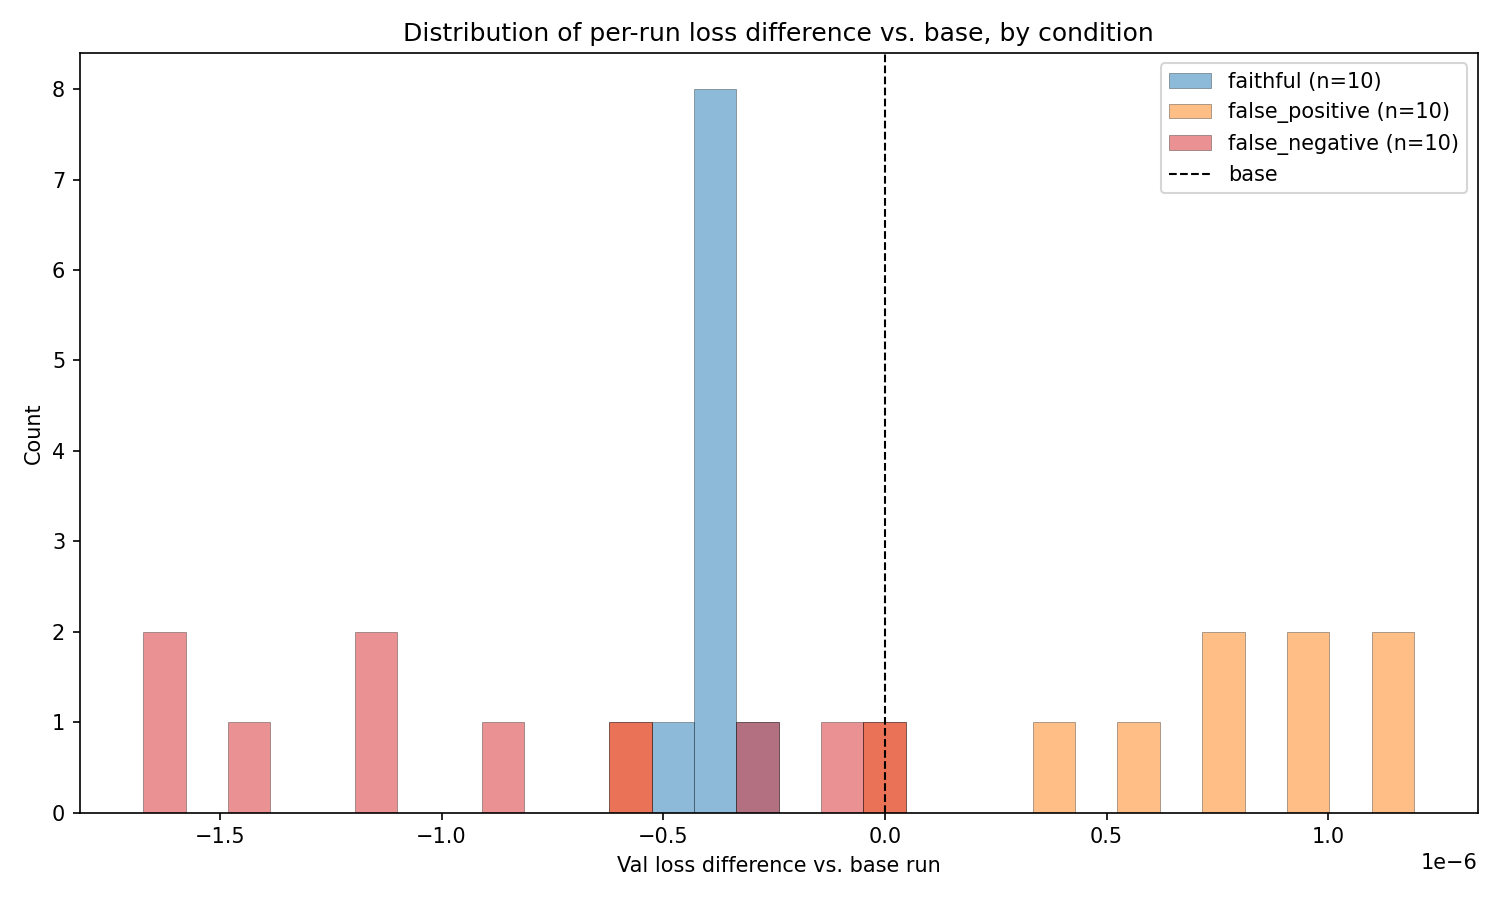 Distribution of per-run loss difference vs. base, by condition
faithful (n=10)
false_positive (n=10)
false_negative (n=10)
base
8
7
6
5
4
3
2
1
0
Count
−1.5
−1.0
−0.5
0.0
0.5
1.0
1e−6
Val loss difference vs. base run